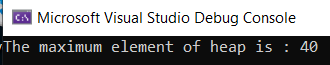 Microsoft Visual Studio Debug Console
The maximum element of heap is : 40